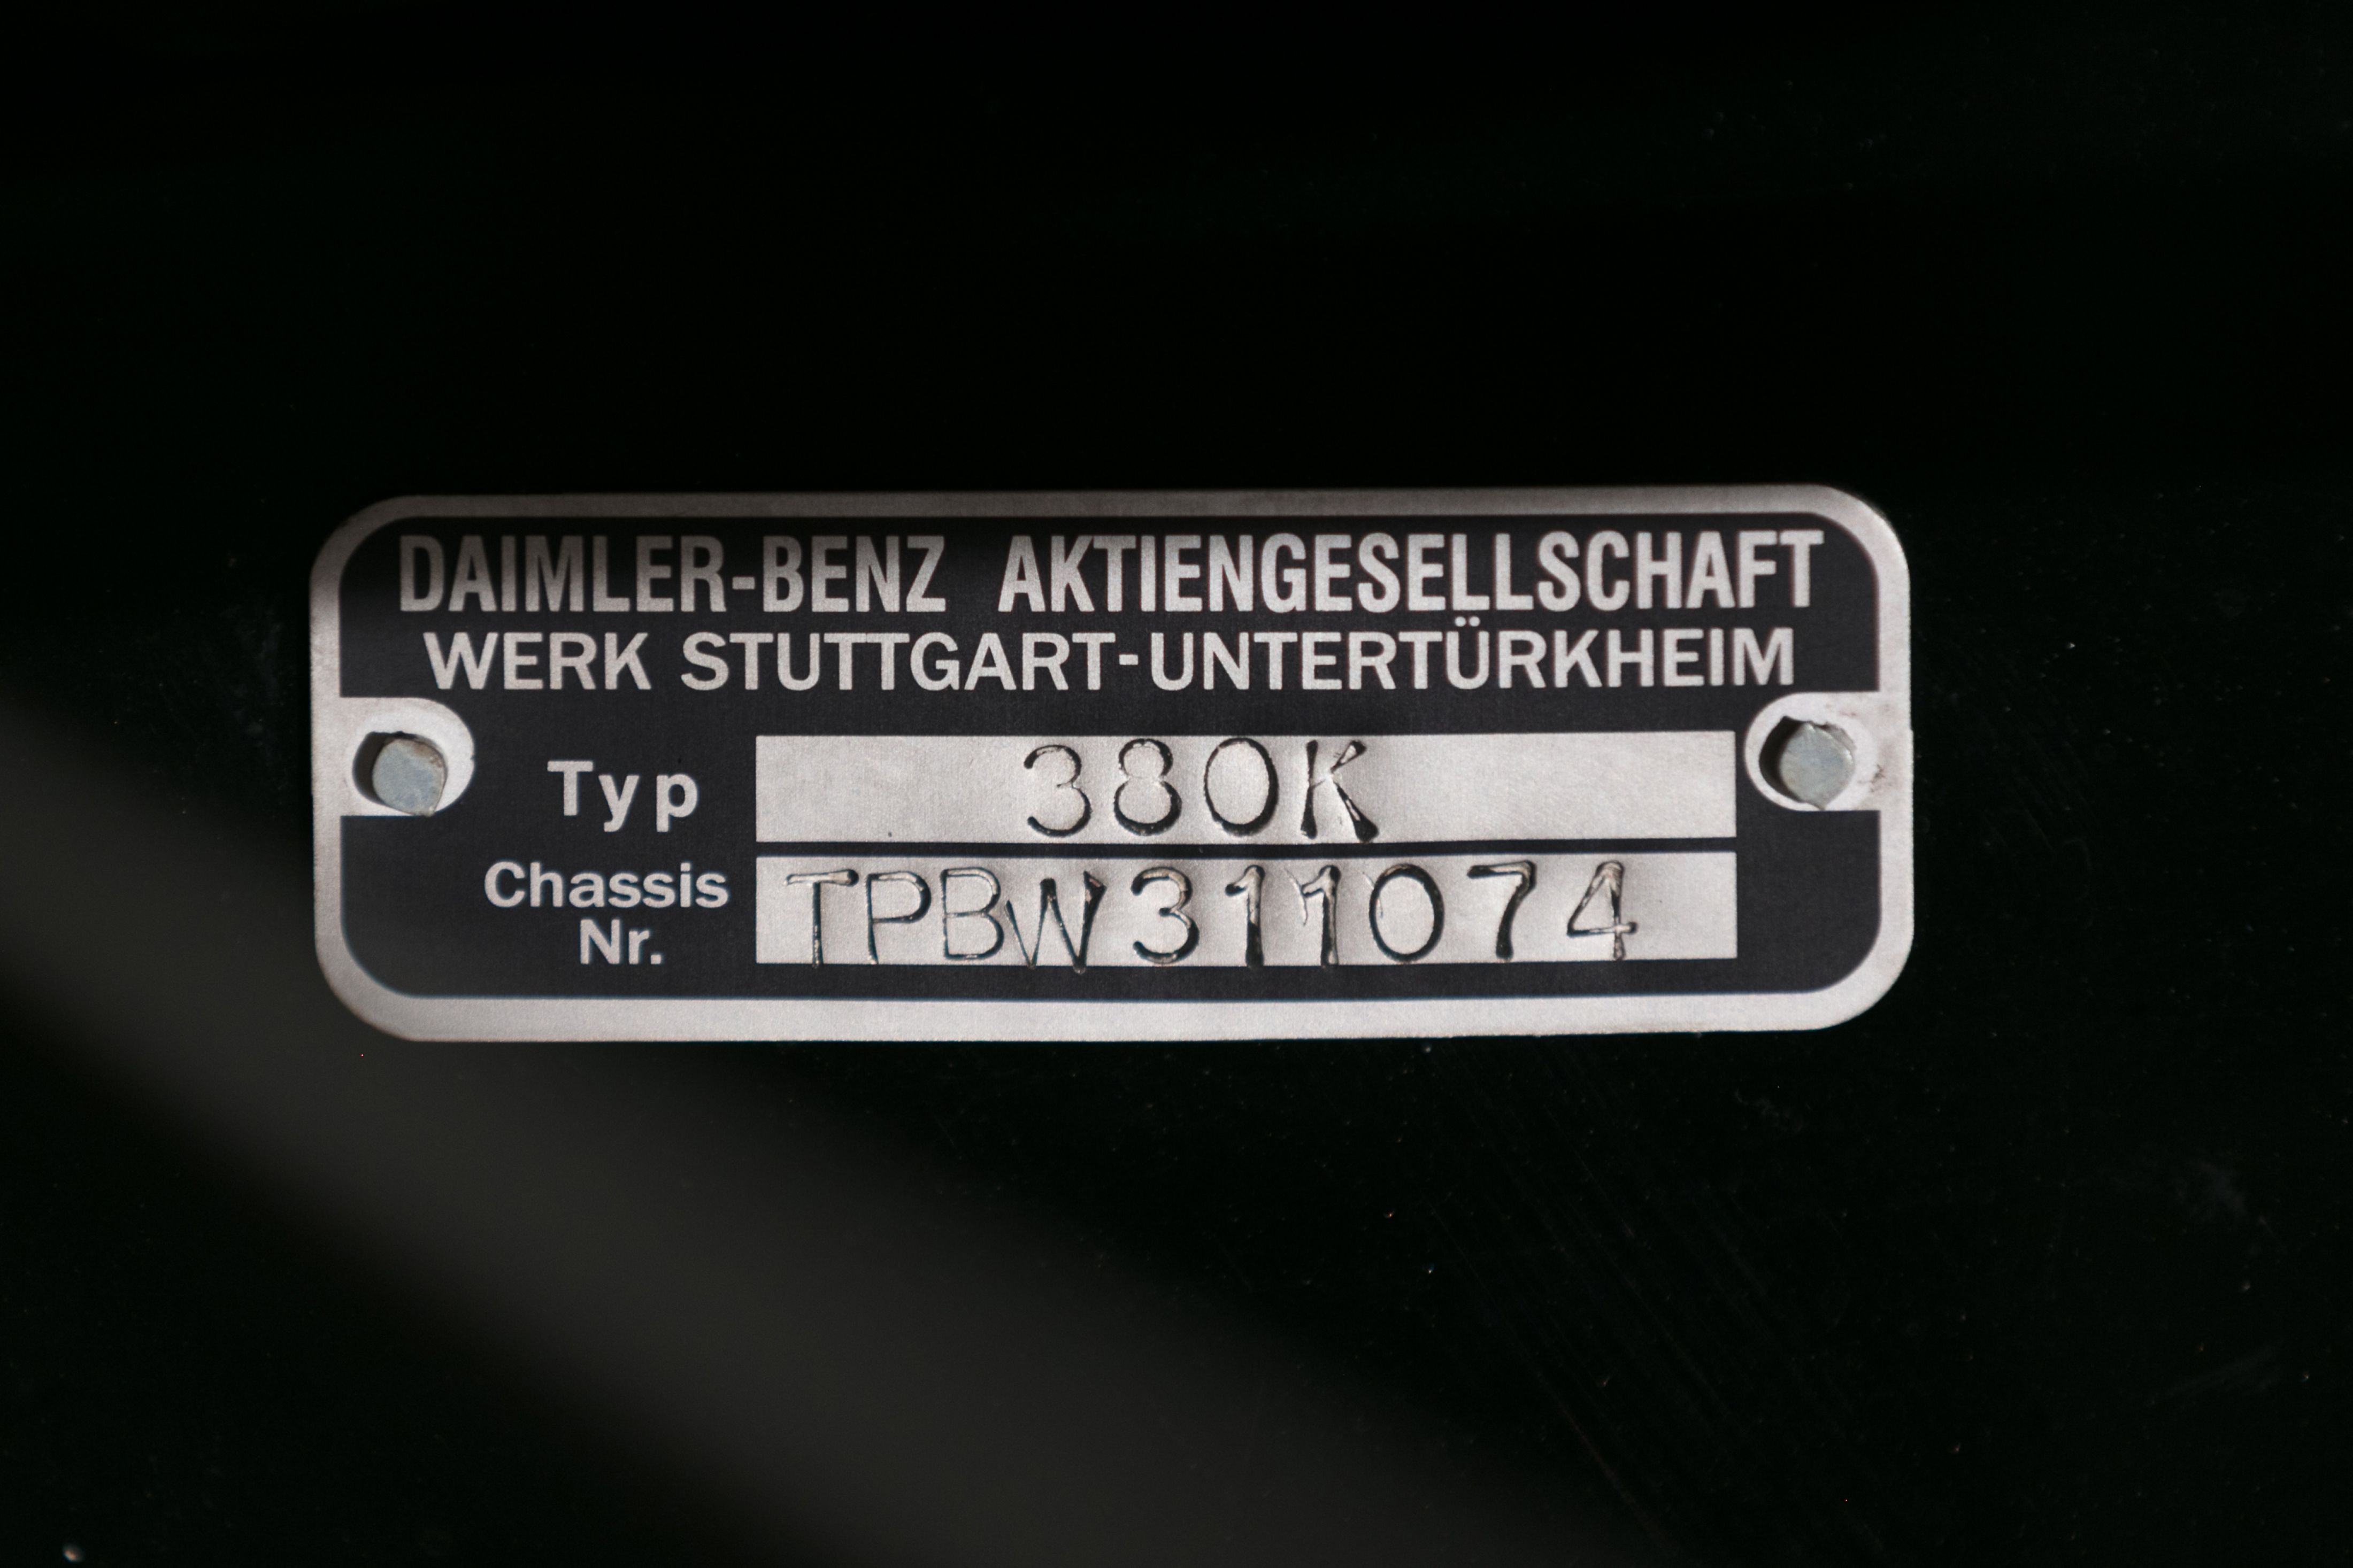 DAIMLER-BENZ AKTIENGESELLSCHAFT
WERK STUTTGART-UNTERTÜRKHEIM
Typ 380K
Chassis Nr. TPBW311074